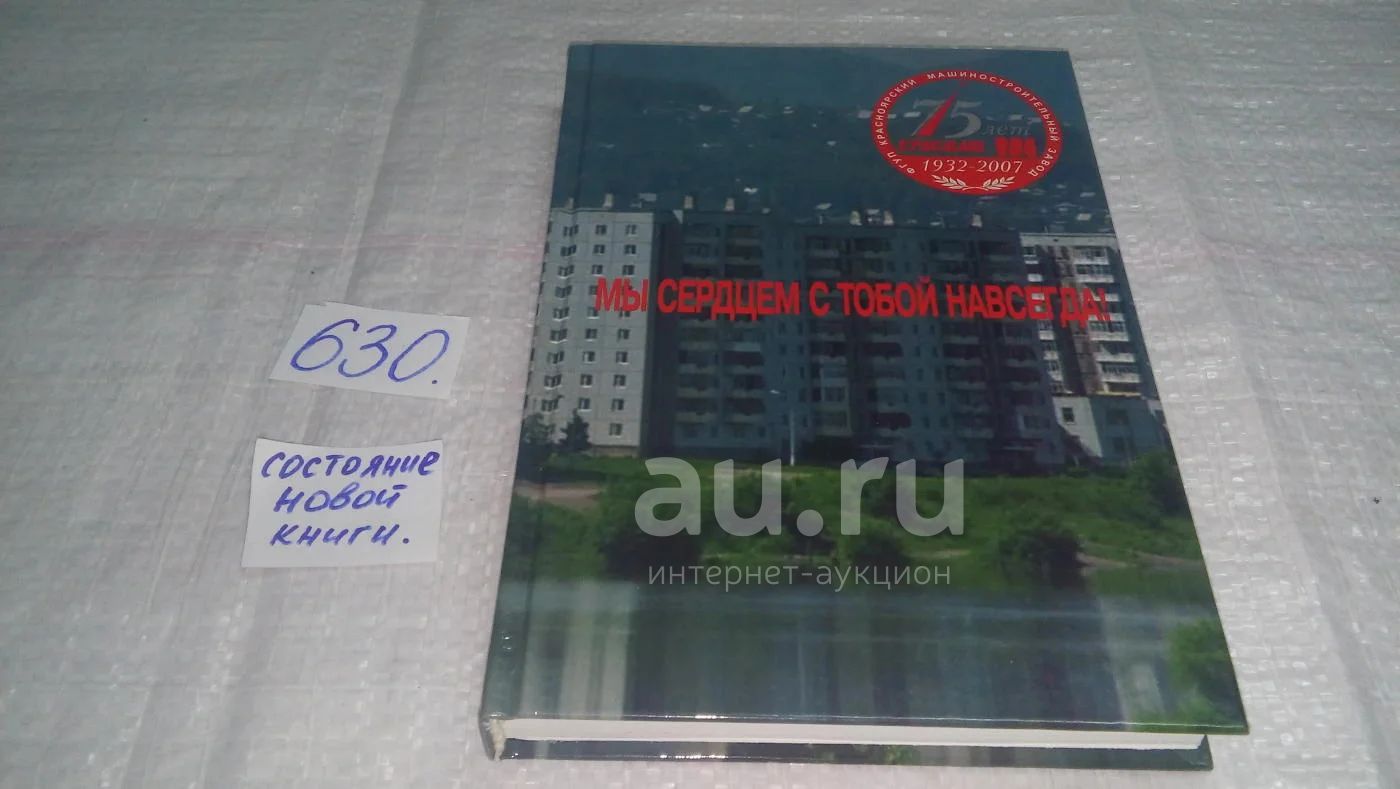 ФГУП КРАСНОЯРСКИЙ МАШИНОСТРОИТЕЛЬНЫЙ ЗАВОД
75 лет
1932-2007
МЫ СЕРДЦЕМ С ТОБОЙ НАВСЕГДА!
630.
СОСТОЯНИЕ
НОВОЙ
КНИГИ.
au.ru
интернет-аукцион